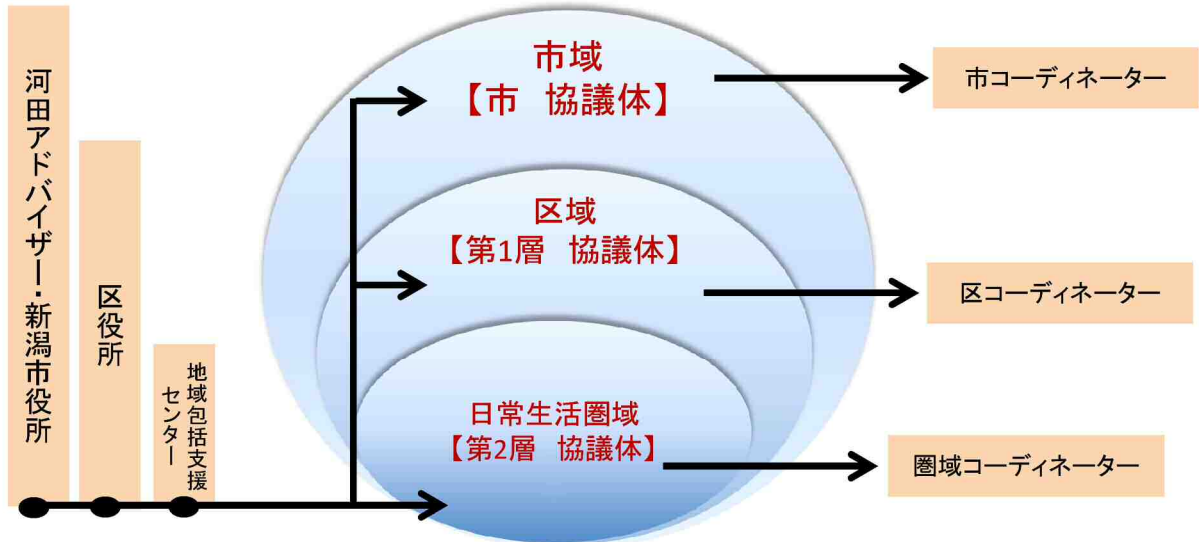 河田アドバイザー・新潟市役所
区役所
地域包括支援
センター
市域
【市　協議体】
区域
【第1層　協議体】
日常生活圏域
【第2層　協議体】
市コーディネーター
区コーディネーター
圏域コーディネーター